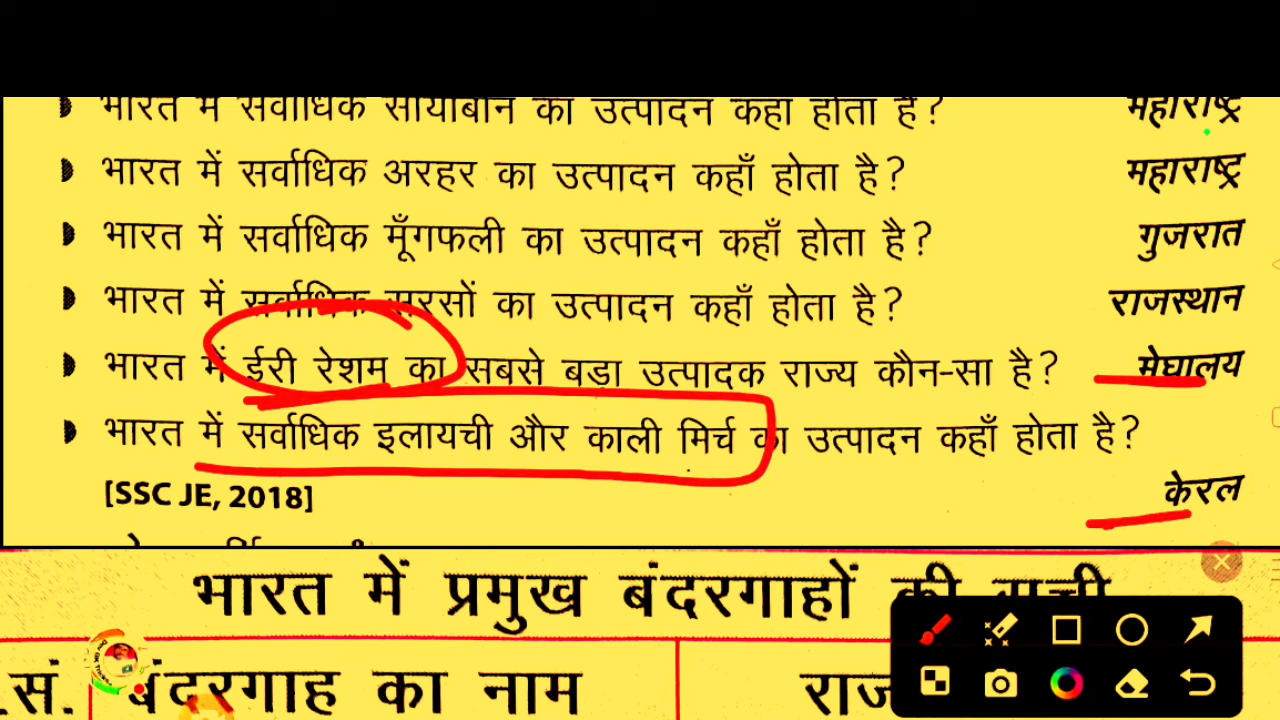 भारत में सर्वाधिक सोयाबीन का उत्पादन कहाँ होता है? महाराष्ट्र
भारत में सर्वाधिक अरहर का उत्पादन कहाँ होता है? महाराष्ट्र
भारत में सर्वाधिक मूँगफली का उत्पादन कहाँ होता है? गुजरात
भारत में सर्वाधिक सरसों का उत्पादन कहाँ होता है? राजस्थान
भारत में ईरी रेशम का सबसे बड़ा उत्पादक राज्य कौन-सा है? मेघालय
भारत में सर्वाधिक इलायची और काली मिर्च का उत्पादन कहाँ होता है?
[SSC JE, 2018] केरल
भारत में प्रमुख बंदरगाहों की सूची
.सं. बंदरगाह का नाम